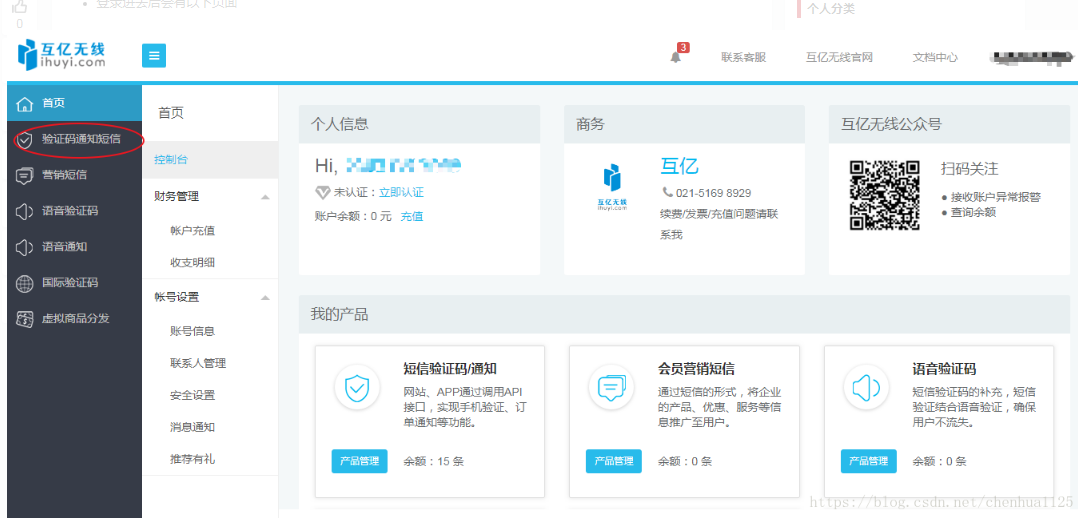 登录进去后会有以下页面
0
个人分类
互亿无线
ihuyi.com
3
联系客服
互亿无线官网
文档中心
首页
验证码通知短信
营销短信
语音验证码
语音通知
国际验证码
虚拟商品分发
首页
控制台
财务管理
帐户充值
收支明细
帐号设置
账号信息
联系人管理
安全设置
消息通知
推荐有礼
个人信息
Hi,
未认证：立即认证
账户余额：0 元 充值
商务
互亿无线
ihuyi.com
互亿
021-5169 8929
续费/发票/充值问题请联
系我
互亿无线公众号
扫码关注
● 接收账户异常报警
● 查询余额
我的产品
短信验证码/通知
网站、APP通过调用API
接口，实现手机验证、订
单通知等功能。
产品管理
余额：15 条
会员营销短信
通过短信的形式，将企业
的产品、优惠、服务等信
息推广至用户。
产品管理
余额：0 条
语音验证码
短信验证码的补充，短信
验证结合语音验证，确保
用户不流失。
产品管理
余额：0 条
https://blog.csdn.net/chenhua1125